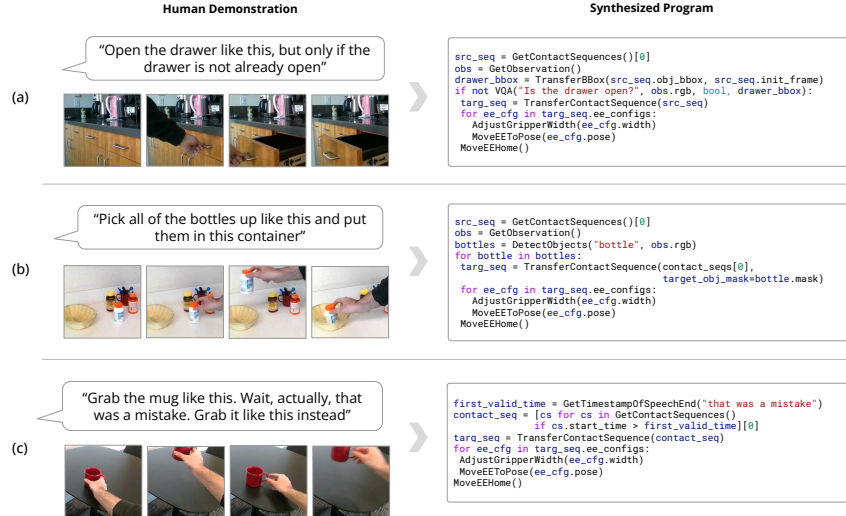 Human Demonstration
Synthesized Program
(a)
“Open the drawer like this, but only if the
drawer is not already open”
src_seq = GetContactSequences()[0]
obs = GetObservation()
drawer_bbox = TransferBBox(src_seq.obj_bbox, src_seq.init_frame)
if not VQA("Is the drawer open?", obs.rgb, bool, drawer_bbox):
 targ_seq = TransferContactSequence(src_seq)
 for ee_cfg in targ_seq.ee_configs:
   AdjustGripperWidth(ee_cfg.width)
   MoveEEToPose(ee_cfg.pose)
 MoveEEHome()
(b)
“Pick all of the bottles up like this and put
them in this container”
src_seq = GetContactSequences()[0]
obs = GetObservation()
bottles = DetectObjects("bottle", obs.rgb)
for bottle in bottles:
 targ_seq = TransferContactSequence(contact_seqs[0],
                               target_obj_mask=bottle.mask)
 for ee_cfg in targ_seq.ee_configs:
   AdjustGripperWidth(ee_cfg.width)
   MoveEEToPose(ee_cfg.pose)
 MoveEEHome()
(c)
“Grab the mug like this. Wait, actually, that
was a mistake. Grab it like this instead”
first_valid_time = GetTimestampOfSpeechEnd("that was a mistake")
contact_seq = [cs for cs in GetContactSequences()
               if cs.start_time > first_valid_time][0]
targ_seq = TransferContactSequence(contact_seq)
for ee_cfg in targ_seq.ee_configs:
 AdjustGripperWidth(ee_cfg.width)
 MoveEEToPose(ee_cfg.pose)
MoveEEHome()